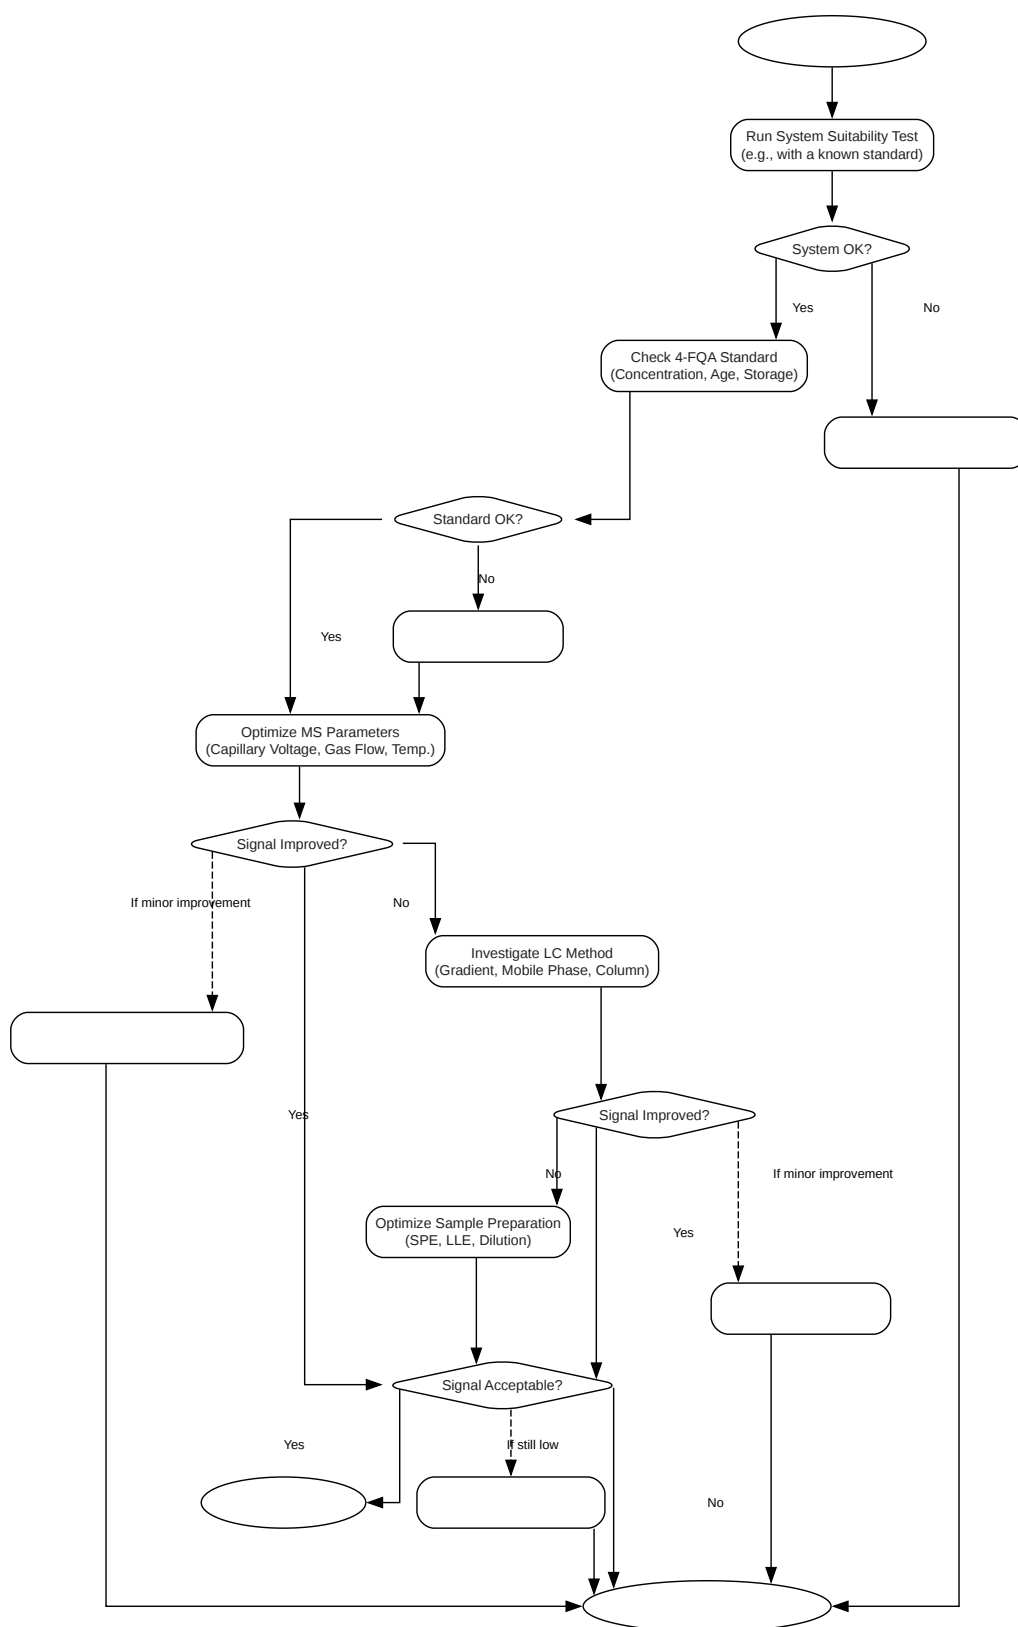 Run System Suitability Test
(e.g., with a known standard)
System OK?
Yes
No
Check 4-FQA Standard
(Concentration, Age, Storage)
Standard OK?
No
Yes
Optimize MS Parameters
(Capillary Voltage, Gas Flow, Temp.)
Signal Improved?
If minor improvement
No
Investigate LC Method
(Gradient, Mobile Phase, Column)
Yes
Signal Improved?
No
If minor improvement
Optimize Sample Preparation
(SPE, LLE, Dilution)
Yes
Signal Acceptable?
Yes
If still low
No